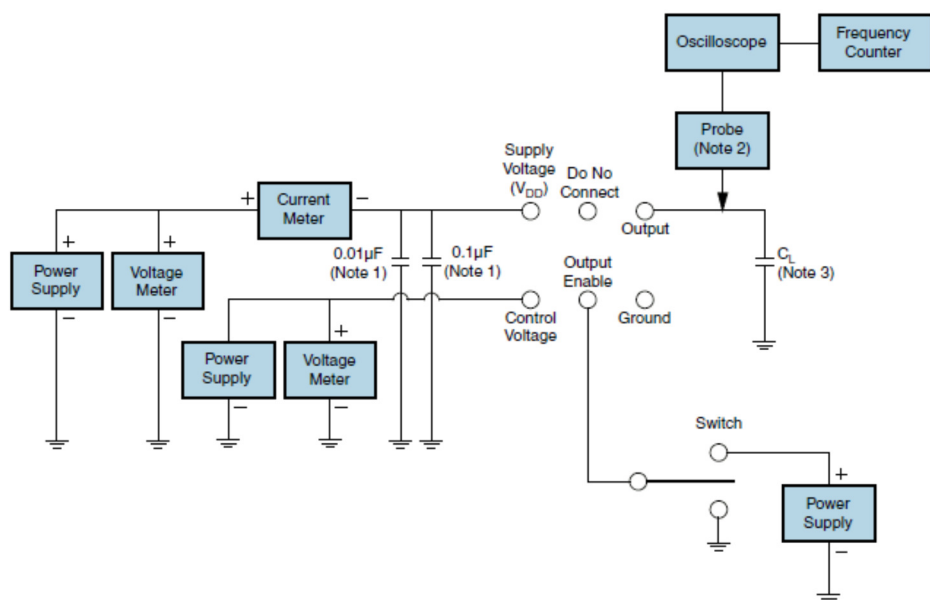 Oscilloscope
Frequency
Counter
Probe
(Note 2)
Supply
Voltage
(VDD)
Do No
Connect
Output
+
Current
Meter
−
0.01µF
(Note 1)
0.1µF
(Note 1)
CL
(Note 3)
+
Power
Supply
−
+
Voltage
Meter
−
Output
Enable
Control
Voltage
Ground
Power
Supply
−
+
Voltage
Meter
−
Switch
+
Power
Supply
−